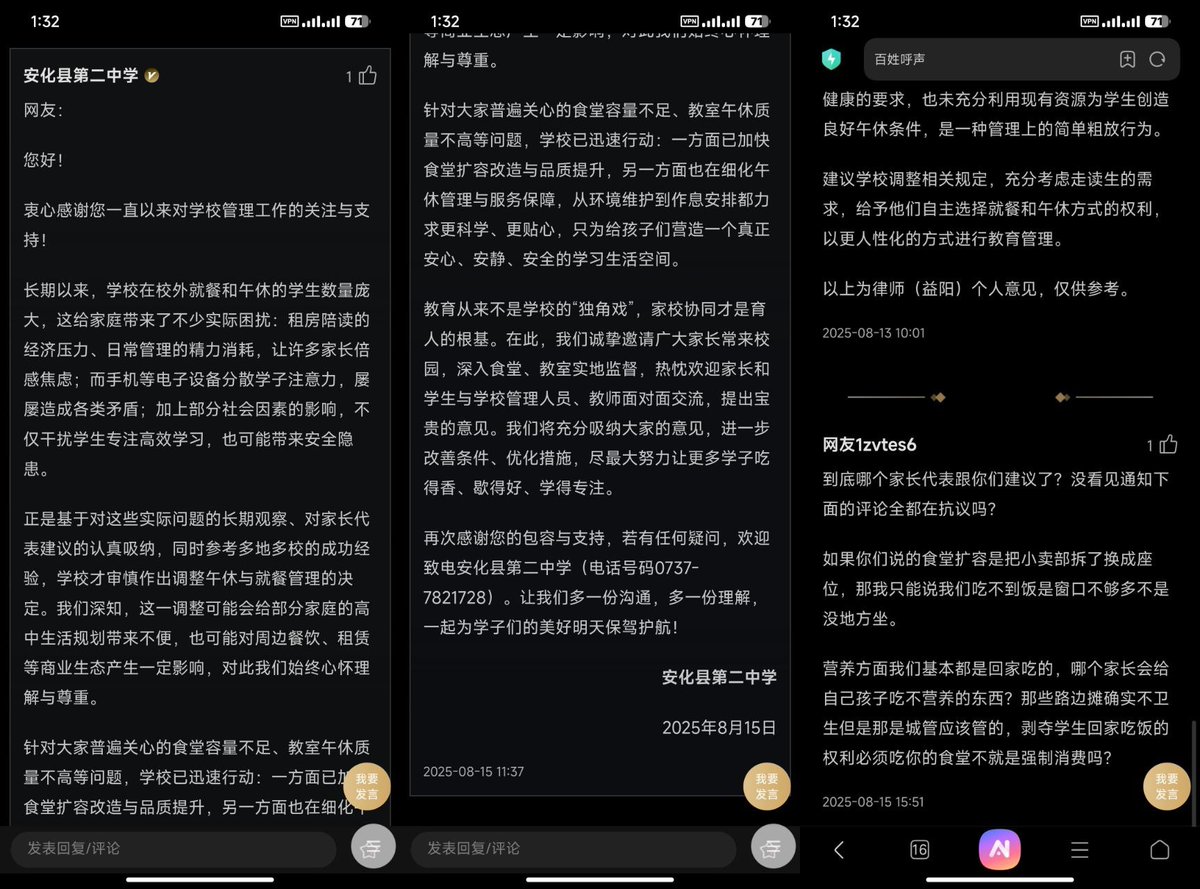 1:32
VPN
71
安化县第二中学
1
网友：
您好！
衷心感谢您一直以来对学校管理工作的关注与支
持！
长期以来，学校在校外就餐和午休的学生数量庞
大，这给家庭带来了不少实际困扰：租房陪读的
经济压力、日常管理的精力消耗，让许多家长倍
感焦虑；而手机等电子设备分散学子注意力，屡
屡造成各类矛盾；加上部分社会因素的影响，不
仅干扰学生专注高效学习，也可能带来安全隐
患。
正是基于对这些实际问题的长期观察、对家长代
表建议的认真吸纳，同时参考多地多校的成功经
验，学校才审慎作出调整午休与就餐管理的决
定。我们深知，这一调整可能会给部分家庭的高
中生活规划带来不便，也可能对周边餐饮、租赁
等商业生态产生一定影响，对此我们始终心怀理
解与尊重。
针对大家普遍关心的食堂容量不足、教室午休质
量不高等问题，学校已迅速行动：一方面已加
食堂扩容改造与品质提升，另一方面也在细化
我要
发言
发表回复/评论
1:32
VPN
71
等商业生态产生一定影响，对此我们始终心怀理
解与尊重。
针对大家普遍关心的食堂容量不足、教室午休质
量不高等问题，学校已迅速行动：一方面已加快
食堂扩容改造与品质提升，另一方面也在细化午
休管理与服务保障，从环境维护到作息安排都力
求更科学、更贴心，只为给孩子们营造一个真正
安心、安静、安全的学习生活空间。
教育从来不是学校的“独角戏”，家校协同才是育
人的根基。在此，我们诚挚邀请广大家长常来校
园，深入食堂、教室实地监督，热忱欢迎家长和
学生与学校管理人员、教师面对面交流，提出宝
贵的意见。我们将充分吸纳大家的意见，进一步
改善条件、优化措施，尽最大努力让更多学子吃
得香、歇得好、学得专注。
再次感谢您的包容与支持，若有任何疑问，欢迎
致电安化县第二中学（电话号码0737-
7821728）。让我们多一份沟通，多一份理解，
一起为学子们的美好明天保驾护航！
安化县第二中学
2025年8月15日
2025-08-15 11:37
我要
发言
发表回复/评论
1:32
VPN
71
百姓呼声
健康的要求，也未充分利用现有资源为学生创造
良好午休条件，是一种管理上的简单粗放行为。
建议学校调整相关规定，充分考虑走读生的需
求，给予他们自主选择就餐和午休方式的权利，
以更人性化的方式进行教育管理。
以上为律师（益阳）个人意见，仅供参考。
2025-08-13 10:01
网友1zvtes6
1
到底哪个家长代表跟你们建议了？没看见通知下
面的评论全都在抗议吗？
如果你们说的食堂扩容是把小卖部拆了换成座
位，那我只能说我们吃不到饭是窗口不够多不是
没地方坐。
营养方面我们基本都是回家吃的，哪个家长会给
自己孩子吃不营养的东西？那些路边摊确实不卫
生但是那是城管应该管的，剥夺学生回家吃饭的
权利必须吃你的食堂不就是强制消费吗？
2025-08-15 15:51
我要
发言
16